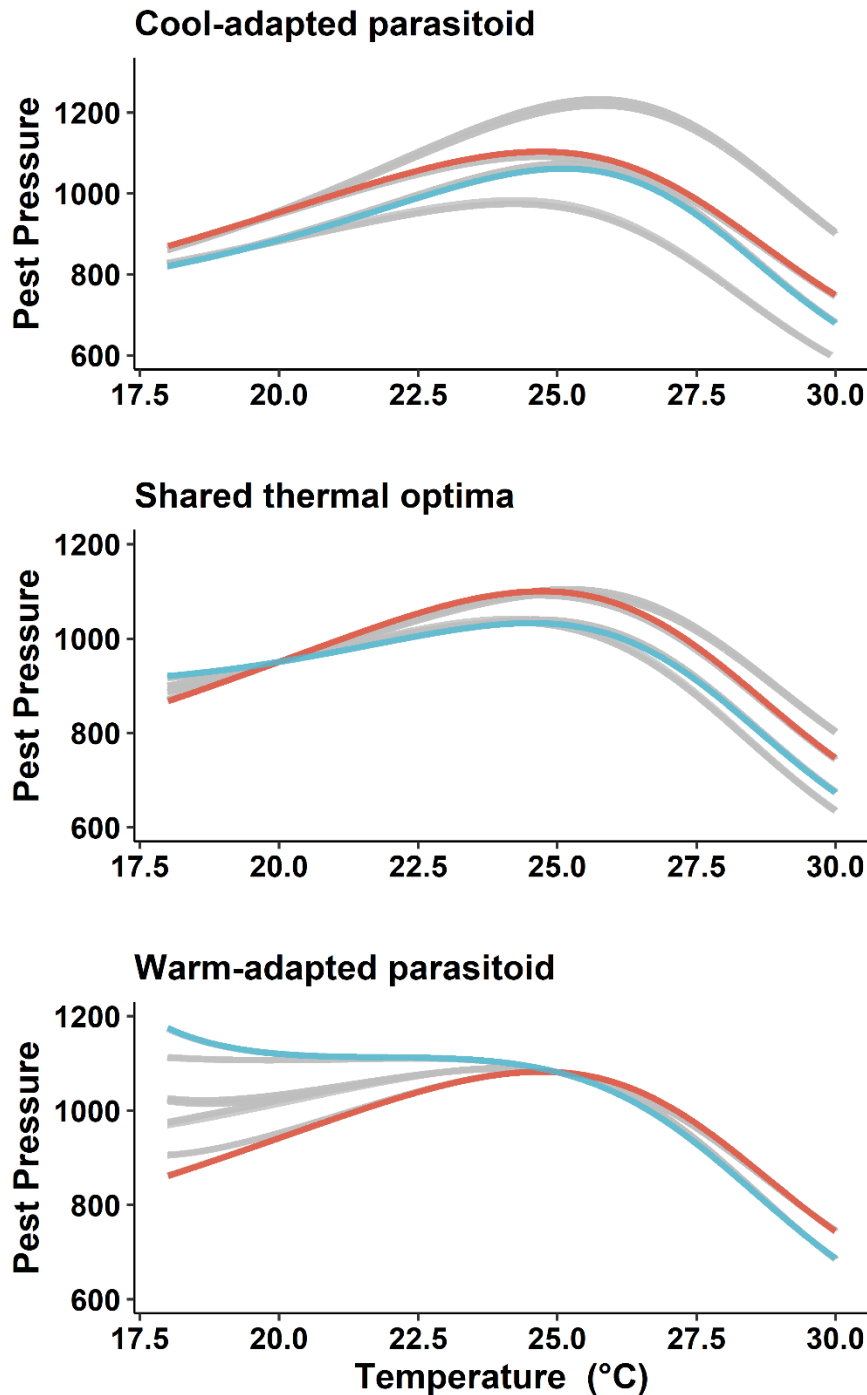 Cool-adapted parasitoid
Pest Pressure
1200
1000
800
600
17.5 20.0 22.5 25.0 27.5 30.0
Shared thermal optima
Pest Pressure
1200
1000
800
600
17.5 20.0 22.5 25.0 27.5 30.0
Warm-adapted parasitoid
Pest Pressure
1200
1000
800
600
17.5 20.0 22.5 25.0 27.5 30.0
Temperature (°C)